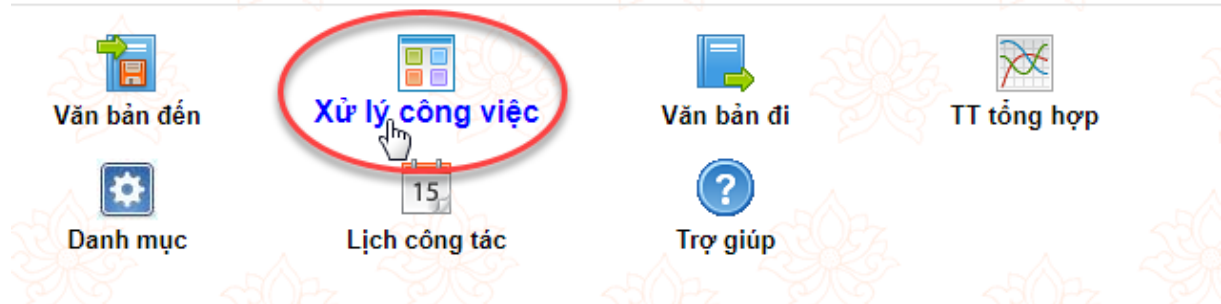 Văn bản đến
Xử lý công việc
Văn bản đi
TT tổng hợp
15
Danh mục
Lịch công tác
?
Trợ giúp